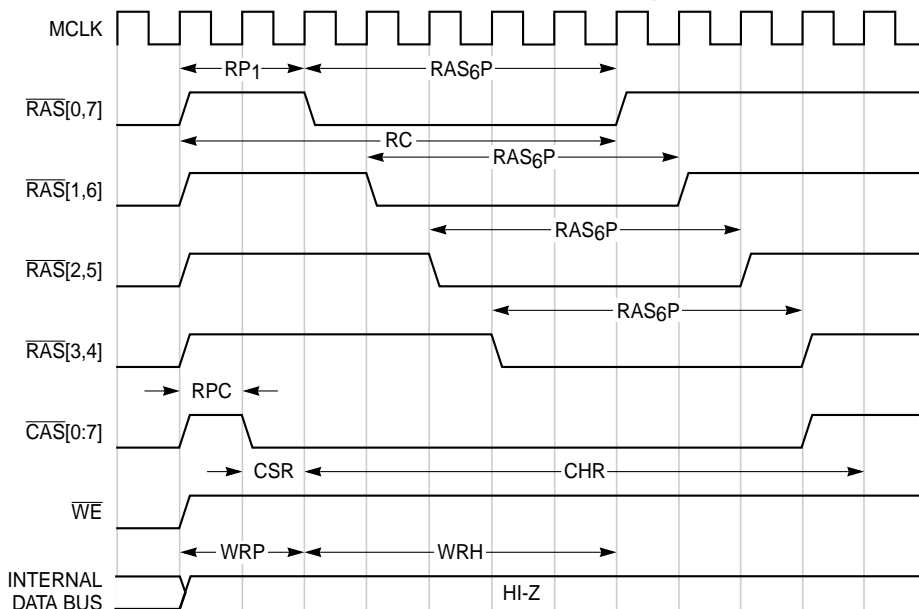 MCLK
RP1 RAS6P
RAS[0,7]
RC
RAS6P
RAS[1,6]
RAS6P
RAS[2,5]
RAS6P
RAS[3,4]
RPC
CAS[0:7]
CSR CHR
WE
WRP WRH
INTERNAL
DATA BUS
HI-Z